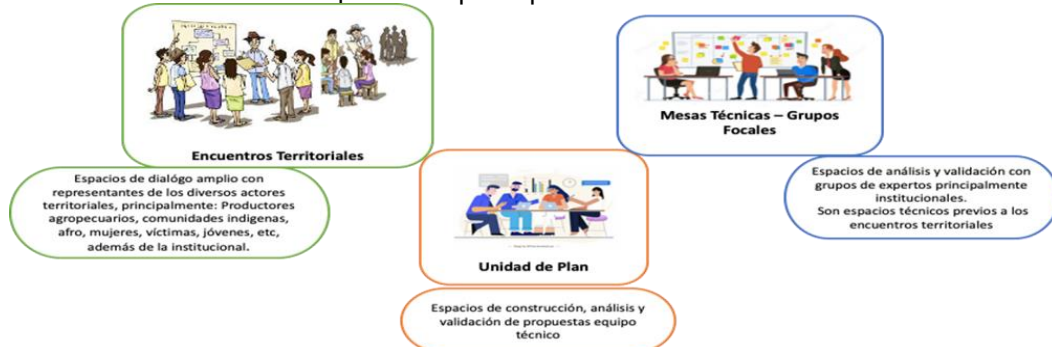 Encuentros Territoriales
Espacios de dialógo amplio con
representantes de los diversos actores
territoriales, principalmente: Productores
agropecuarios, comunidades indigenas,
afro, mujeres, víctimas, jóvenes, etc,
además de la institucional.
Unidad de Plan
Espacios de construcción, análisis y
validación de propuestas equipo
técnico
Mesas Técnicas – Grupos
Focales
Espacios de análisis y validación con
grupos de expertos principalmente
institucionales.
Son espacios técnicos previos a los
encuentros territoriales